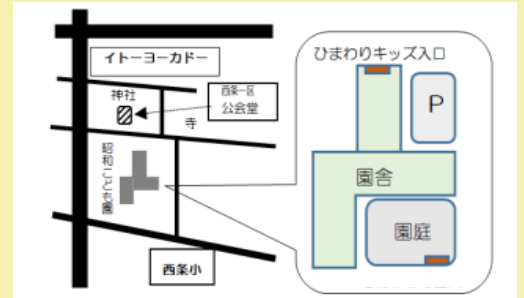 イトーヨーカドー
神社
西条一区
公会堂
寺
昭和こども園
西条小
ひまわりキッズ入口
P
園舎
園庭